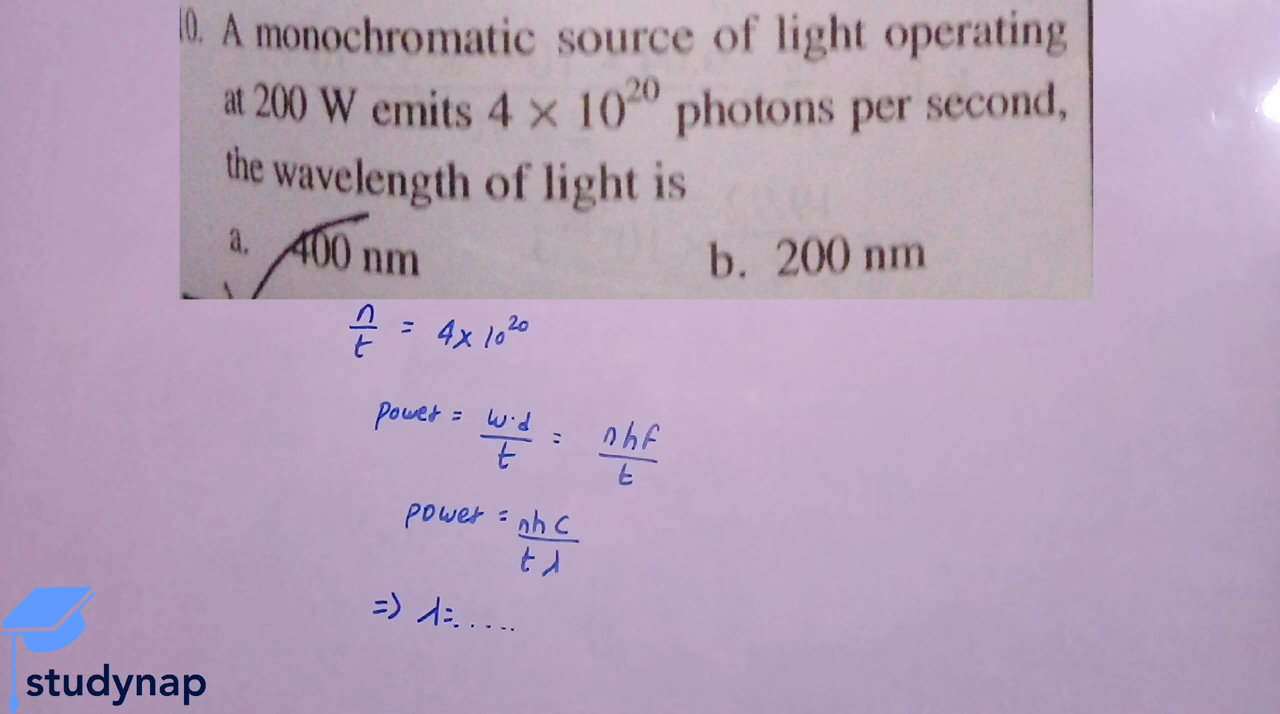 10. A monochromatic source of light operating
at 200 W emits 4 × 10²⁰ photons per second,
the wavelength of light is
a. 400 nm b. 200 nm
n/t = 4 x 10²⁰
power = w.d/t = nhf/t
power = nhc/tλ
=> λ = .....
studynap